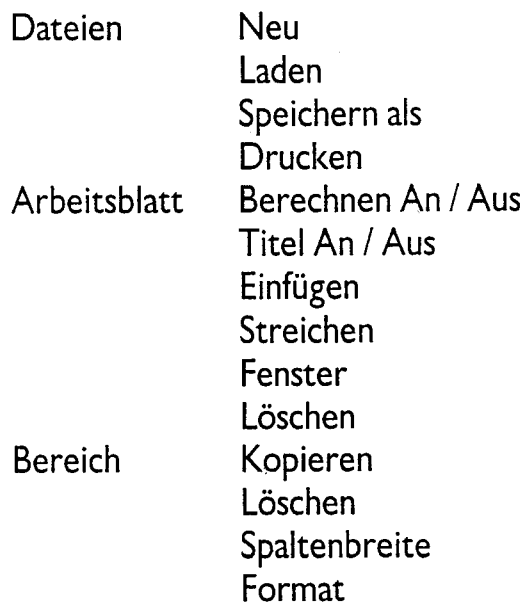 Dateien Neu
Laden
Speichern als
Drucken
Arbeitsblatt Berechnen An / Aus
Titel An / Aus
Einfügen
Streichen
Fenster
Löschen
Bereich Kopieren
Löschen
Spaltenbreite
Format